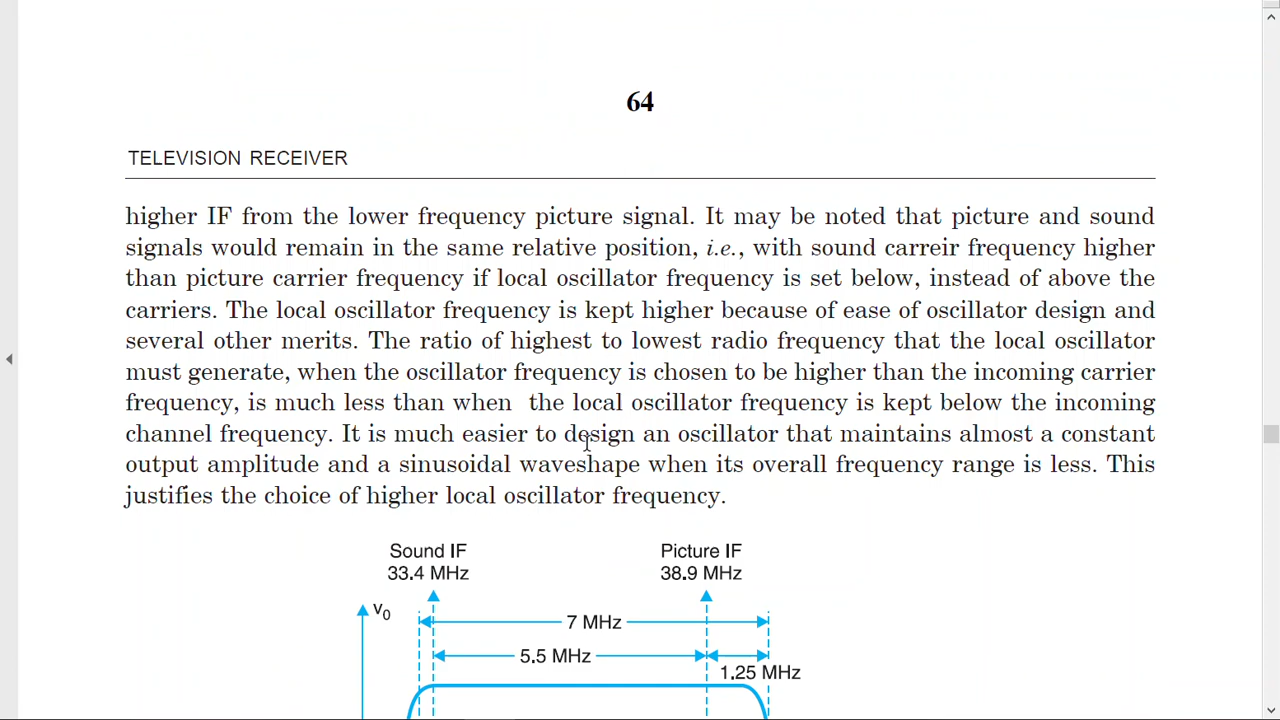 64
TELEVISION RECEIVER
higher IF from the lower frequency picture signal. It may be noted that picture and sound
signals would remain in the same relative position, i.e., with sound carreir frequency higher
than picture carrier frequency if local oscillator frequency is set below, instead of above the
carriers. The local oscillator frequency is kept higher because of ease of oscillator design and
several other merits. The ratio of highest to lowest radio frequency that the local oscillator
must generate, when the oscillator frequency is chosen to be higher than the incoming carrier
frequency, is much less than when the local oscillator frequency is kept below the incoming
channel frequency. It is much easier to design an oscillator that maintains almost a constant
output amplitude and a sinusoidal waveshape when its overall frequency range is less. This
justifies the choice of higher local oscillator frequency.
Sound IF
33.4 MHz
Picture IF
38.9 MHz
v0
7 MHz
5.5 MHz
1.25 MHz